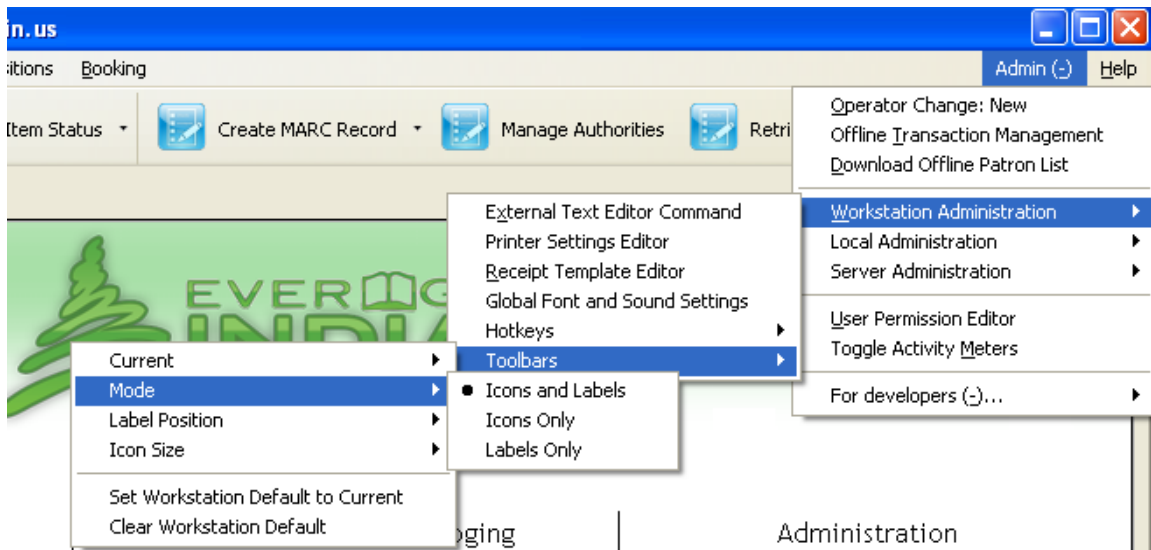 in.us
itions Booking Admin (-) Help
Item Status Create MARC Record Manage Authorities Retri
Operator Change: New
Offline Transaction Management
Download Offline Patron List
Workstation Administration
Local Administration
Server Administration
User Permission Editor
Toggle Activity Meters
For developers (-)...
External Text Editor Command
Printer Settings Editor
Receipt Template Editor
Global Font and Sound Settings
Hotkeys
Toolbars
Current
Mode
Label Position
Icon Size
Set Workstation Default to Current
Clear Workstation Default
Icons and Labels
Icons Only
Labels Only
EVERG
INDIA
oging Administration